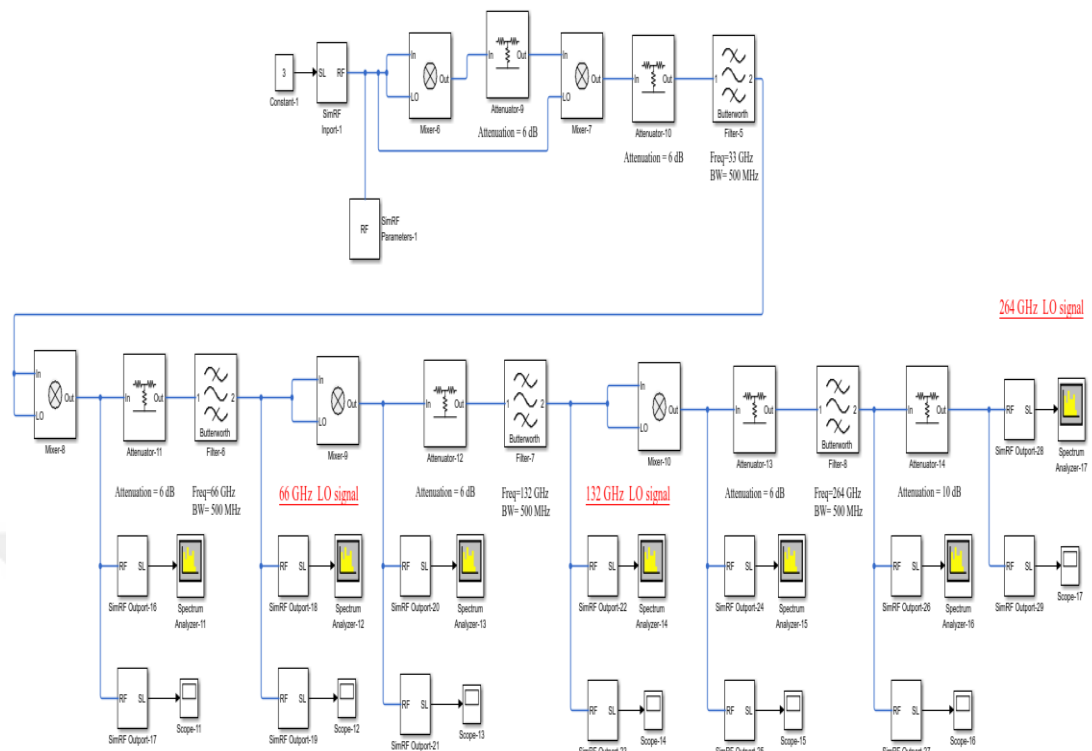 3
Constant-1
SL RF
SimRF
Inport-1
In
LO
Out
Mixer-6
In Out
Attenuator-9
Attenuation = 6 dB
In
LO
Out
Mixer-7
In Out
Attenuator-10
Attenuation = 6 dB
1 2
Butterworth
Filter-5
Freq=33 GHz
BW= 500 MHz
RF
SimRF
Parameters-1
264 GHz LO signal
In
LO
Out
Mixer-8
In Out
Attenuator-11
Attenuation = 6 dB
1 2
Butterworth
Filter-6
Freq=66 GHz
BW= 500 MHz
66 GHz LO signal
In
LO
Out
Mixer-9
In Out
Attenuator-12
Attenuation = 6 dB
1 2
Butterworth
Filter-7
Freq=132 GHz
BW= 500 MHz
132 GHz LO signal
In
LO
Out
Mixer-10
In Out
Attenuator-13
Attenuation = 6 dB
1 2
Butterworth
Filter-8
Freq=264 GHz
BW= 500 MHz
In Out
Attenuator-14
Attenuation = 10 dB
RF SL
SimRF Outport-28
Spectrum
Analyzer-17
RF SL
SimRF Outport-16
Spectrum
Analyzer-11
RF SL
SimRF Outport-18
Spectrum
Analyzer-12
RF SL
SimRF Outport-20
Spectrum
Analyzer-13
RF SL
SimRF Outport-22
Spectrum
Analyzer-14
RF SL
SimRF Outport-24
Spectrum
Analyzer-15
RF SL
SimRF Outport-26
Spectrum
Analyzer-16
RF SL
SimRF Outport-29
Scope-17
RF SL
SimRF Outport-17
Scope-11
RF SL
SimRF Outport-19
Scope-12
RF SL
SimRF Outport-21
Scope-13
RF SL
SimRF Outport-23
Scope-14
RF SL
SimRF Outport-25
Scope-15
RF SL
SimRF Outport-27
Scope-16